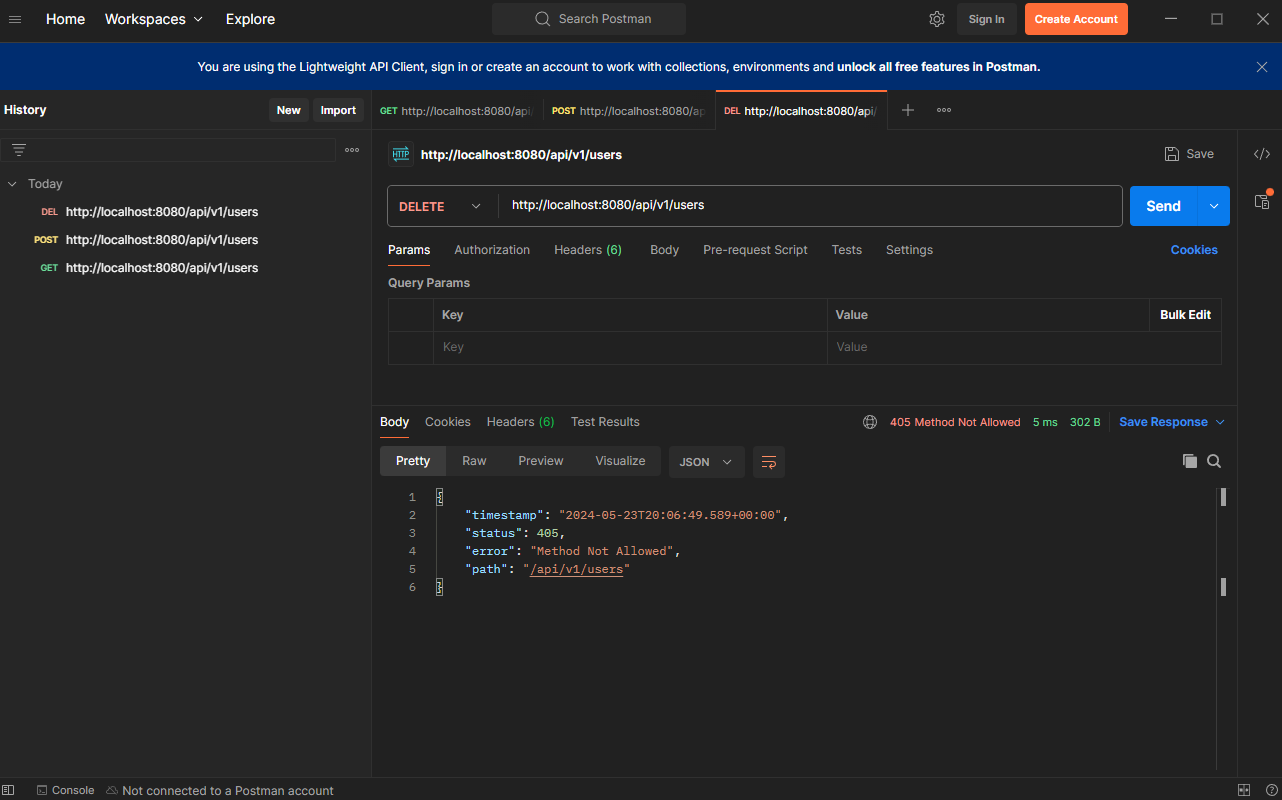 Home Workspaces Explore Search Postman Sign In Create Account
You are using the Lightweight API Client, sign in or create an account to work with collections, environments and unlock all free features in Postman.
History New Import
GET http://localhost:8080/api/ POST http://localhost:8080/ap DEL http://localhost:8080/api/
http://localhost:8080/api/v1/users Save
HTTP
Today
DEL http://localhost:8080/api/v1/users
POST http://localhost:8080/api/v1/users
GET http://localhost:8080/api/v1/users
DELETE http://localhost:8080/api/v1/users Send
Params Authorization Headers (6) Body Pre-request Script Tests Settings Cookies
Query Params
Key Value Bulk Edit
Key Value
Body Cookies Headers (6) Test Results 405 Method Not Allowed 5 ms 302 B Save Response
Pretty Raw Preview Visualize JSON
1 {
2 "timestamp": "2024-05-23T20:06:49.589+00:00",
3 "status": 405,
4 "error": "Method Not Allowed",
5 "path": "/api/v1/users"
6 }
Console Not connected to a Postman account